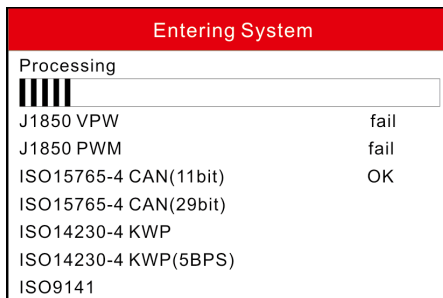 Entering System
Processing
J1850 VPW fail
J1850 PWM fail
ISO15765-4 CAN(11bit) OK
ISO15765-4 CAN(29bit)
ISO14230-4 KWP
ISO14230-4 KWP(5BPS)
ISO9141